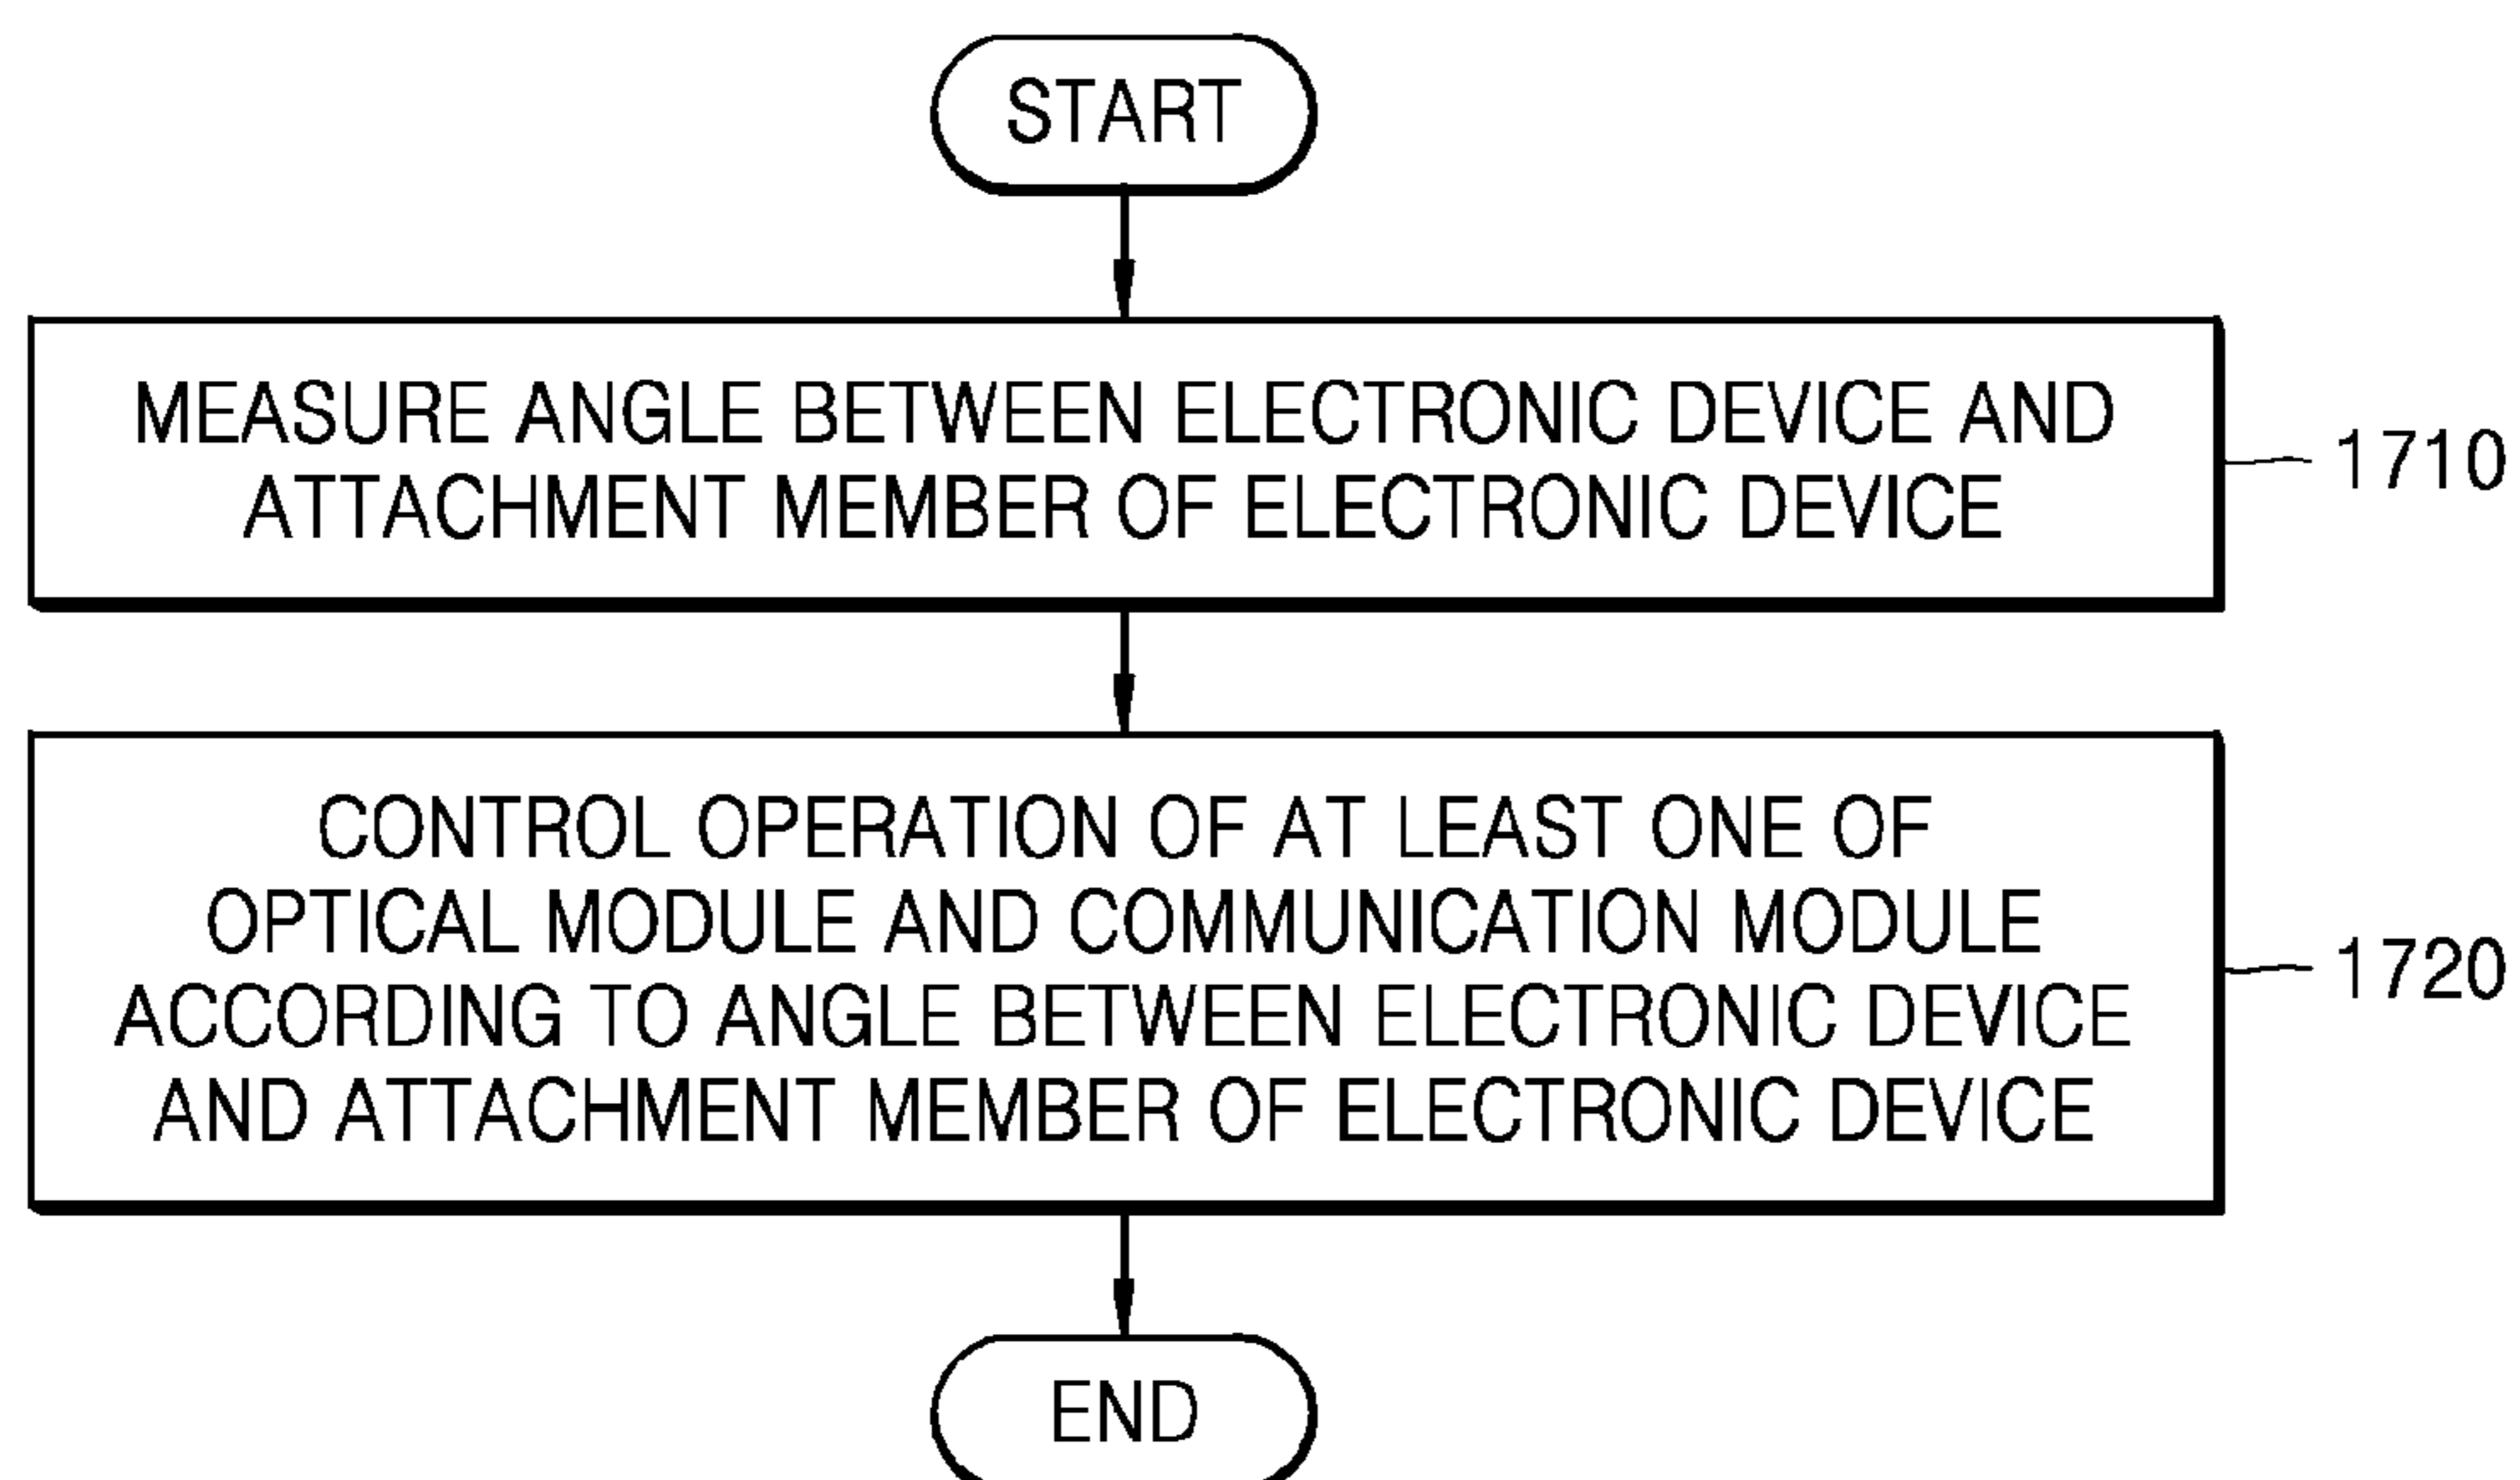 START
MEASURE ANGLE BETWEEN ELECTRONIC DEVICE AND
ATTACHMENT MEMBER OF ELECTRONIC DEVICE
1710
CONTROL OPERATION OF AT LEAST ONE OF
OPTICAL MODULE AND COMMUNICATION MODULE
ACCORDING TO ANGLE BETWEEN ELECTRONIC DEVICE
AND ATTACHMENT MEMBER OF ELECTRONIC DEVICE
1720
END